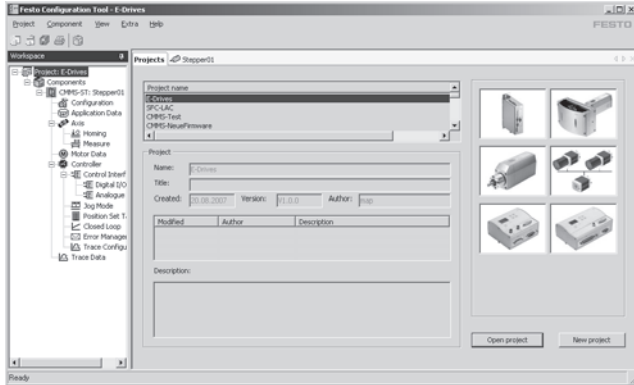 Festo Configuration Tool - E-Drives
Project Component View Extra Help
FESTO
Workspace
Projects Stepper01
Project: E-Drives
Components
CMMS-ST: Stepper01
Configuration
Application Data
Axis
Homing
Measure
Motor Data
Controller
Control Interf
Digital I/O
Analogue
Jog Mode
Position Set T
Closed Loop
Error Manage
Trace Configu
Trace Data
Project name
E-Drives
SPC-LAC
CMMS-Test
CMMS-NeueFirmware
Project
Name: E-Drives
Title:
Created: 20.08.2007 Version: V1.0.0 Author: map
Modified Author Description
Description:
Open project New project
Ready